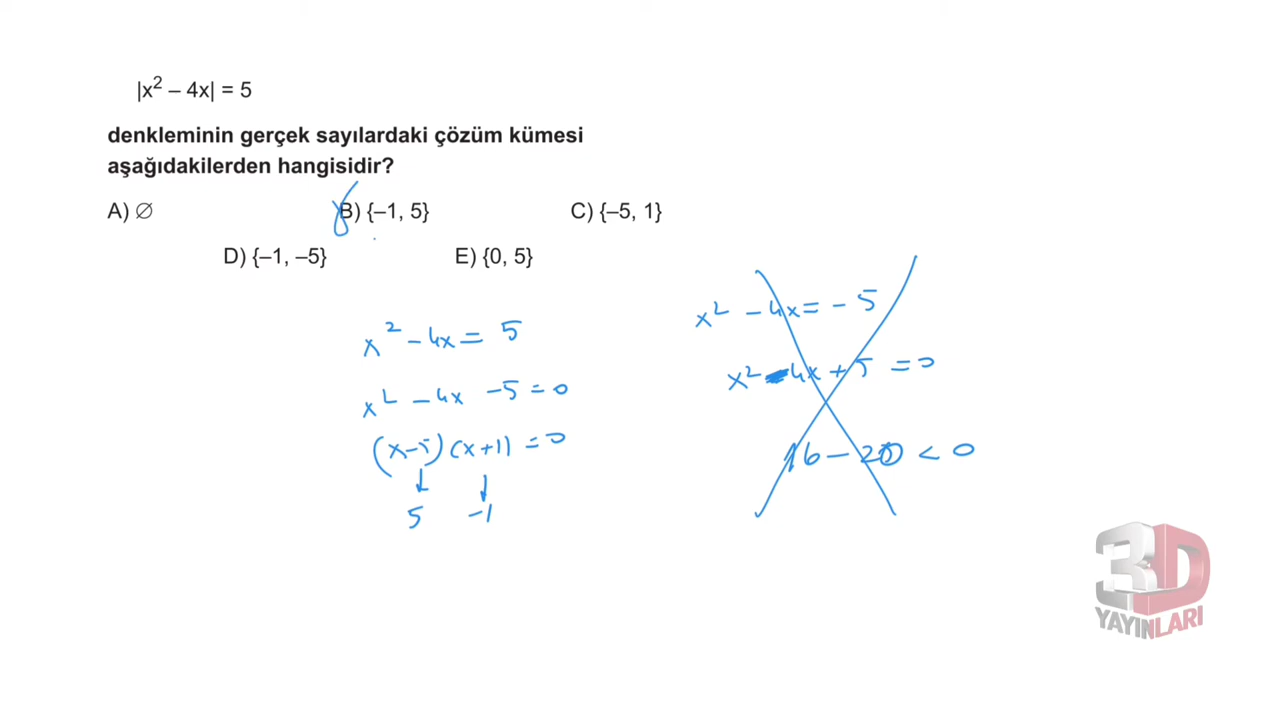 |x² – 4x| = 5
denkleminin gerçek sayılardaki çözüm kümesi
aşağıdakilerden hangisidir?
A) ∅ B) {–1, 5} C) {–5, 1}
D) {–1, –5} E) {0, 5}
x² – 4x = 5
x² – 4x – 5 = 0
(x–5) (x+1) = 0
5 –1
x² – 4x = – 5
x² – 4x + 5 = 0
16 – 20 < 0
3D
YAYINLARI